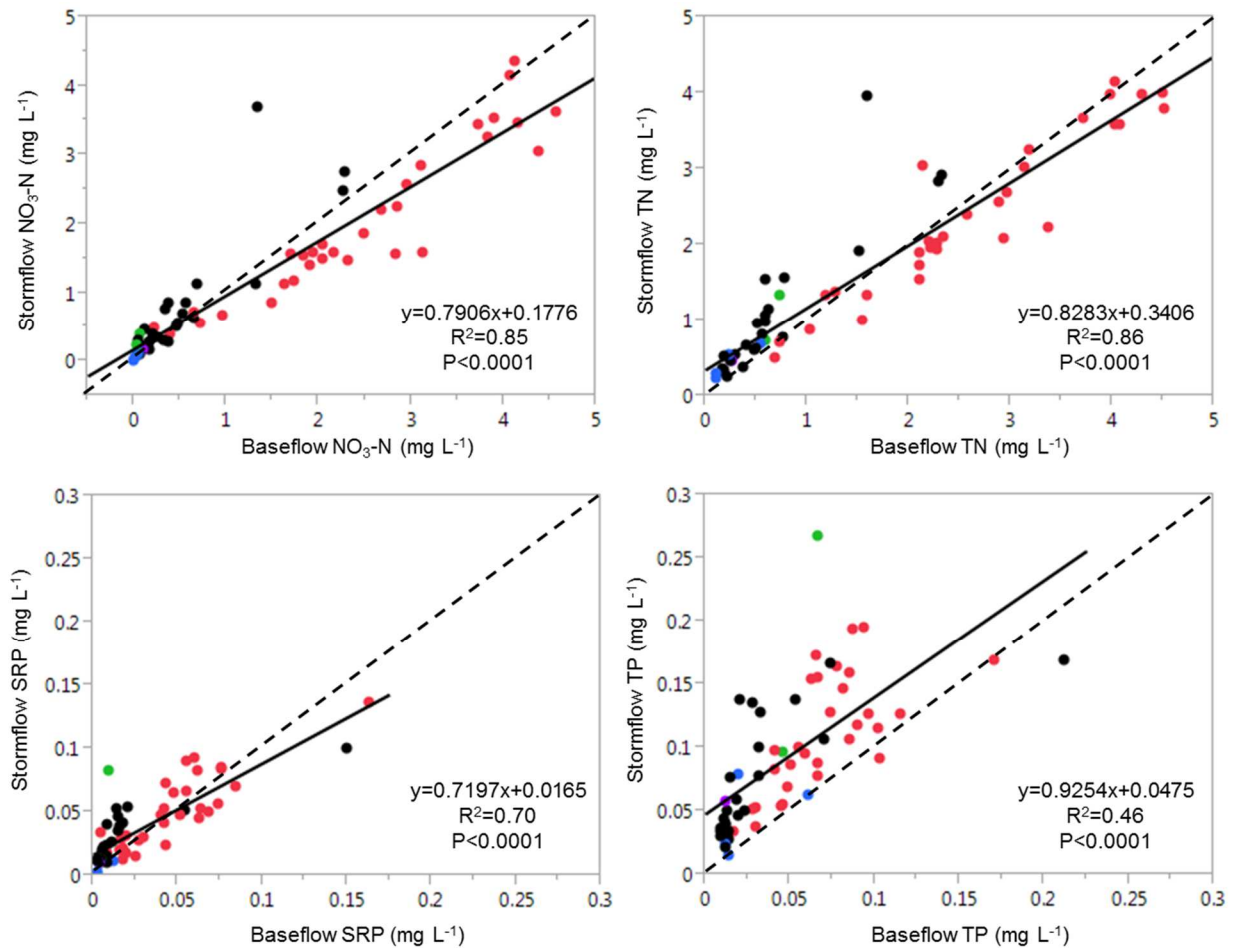 5
4
3
2
1
0
Stormflow NO₃-N (mg L⁻¹)
y=0.7906x+0.1776
R²=0.85
P<0.0001
0 1 2 3 4 5
Baseflow NO₃-N (mg L⁻¹)
5
4
3
2
1
0
Stormflow TN (mg L⁻¹)
y=0.8283x+0.3406
R²=0.86
P<0.0001
0 1 2 3 4 5
Baseflow TN (mg L⁻¹)
0.3
0.25
0.2
0.15
0.1
0.05
0
Stormflow SRP (mg L⁻¹)
y=0.7197x+0.0165
R²=0.70
P<0.0001
0 0.05 0.1 0.15 0.2 0.25 0.3
Baseflow SRP (mg L⁻¹)
0.3
0.25
0.2
0.15
0.1
0.05
0
Stormflow TP (mg L⁻¹)
y=0.9254x+0.0475
R²=0.46
P<0.0001
0 0.05 0.1 0.15 0.2 0.25 0.3
Baseflow TP (mg L⁻¹)